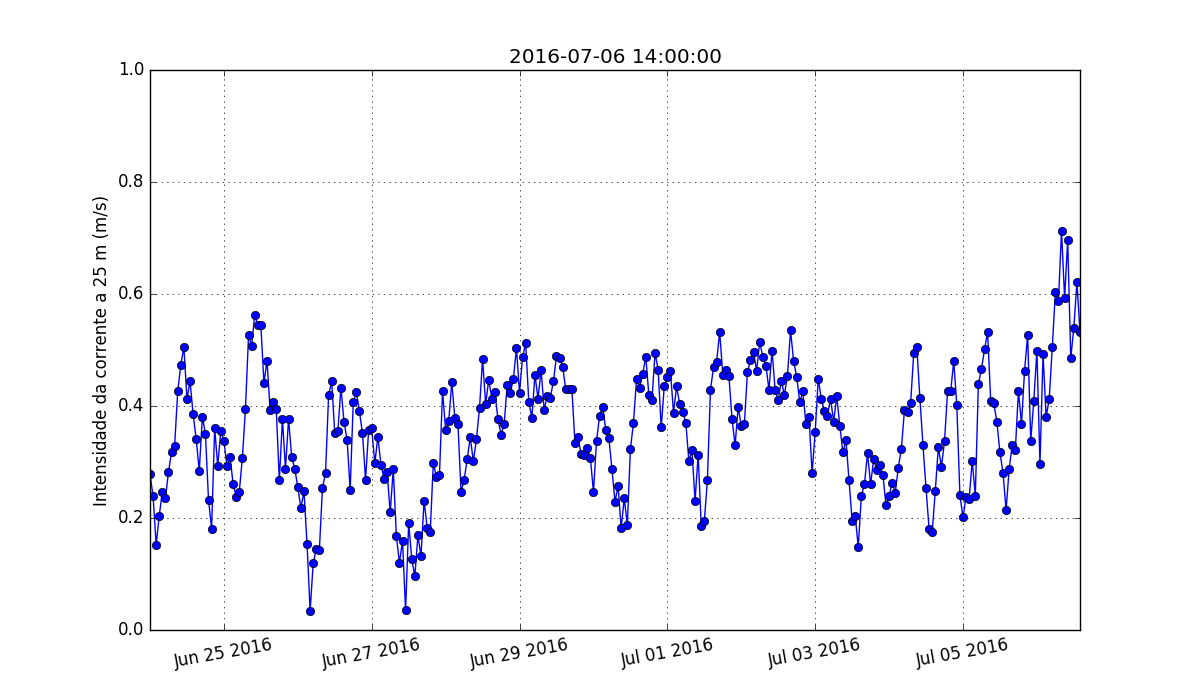 2016-07-06 14:00:00
Intensidade da corrente a 25 m (m/s)
1.0
0.8
0.6
0.4
0.2
0.0
Jun 25 2016
Jun 27 2016
Jun 29 2016
Jul 01 2016
Jul 03 2016
Jul 05 2016